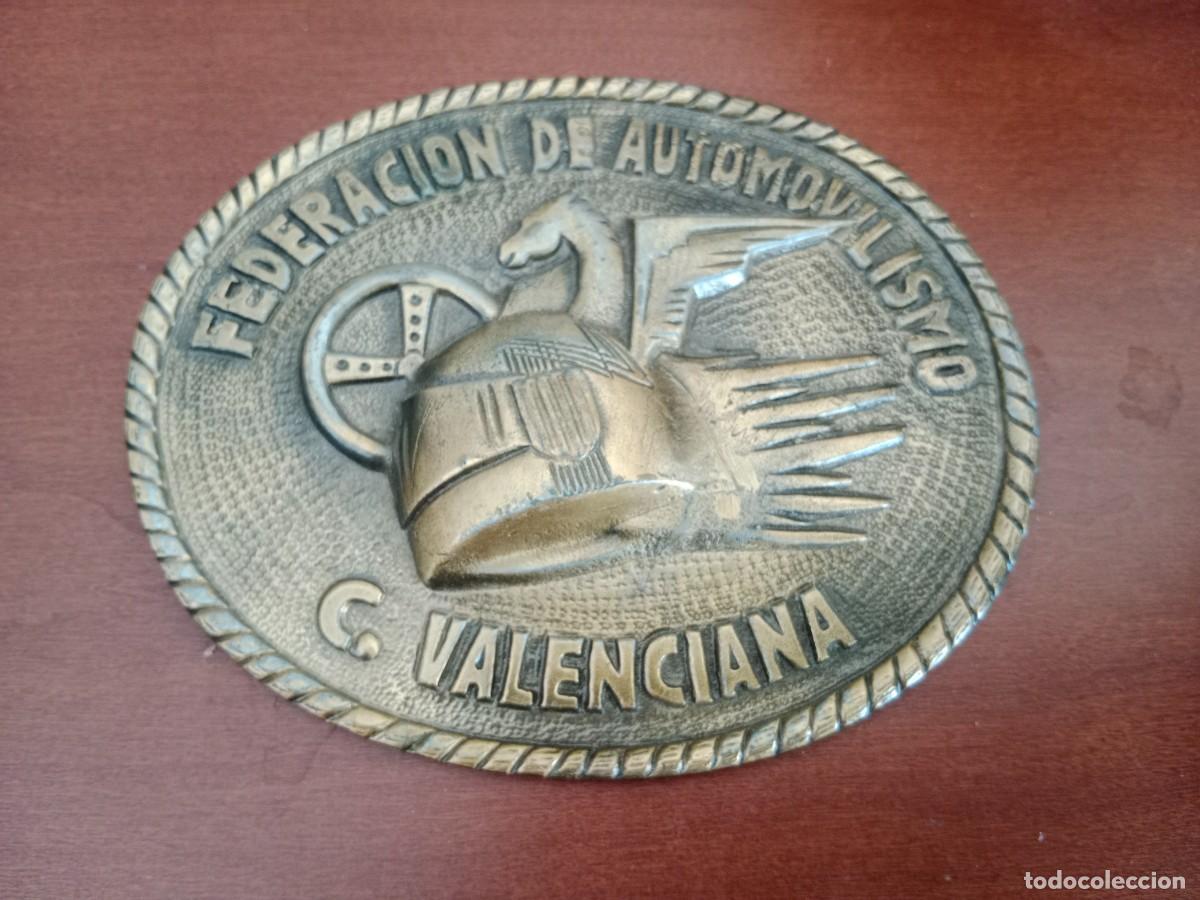 FEDERACION DE AUTOMOVILISMO
C. VALENCIANA
todocoleccion